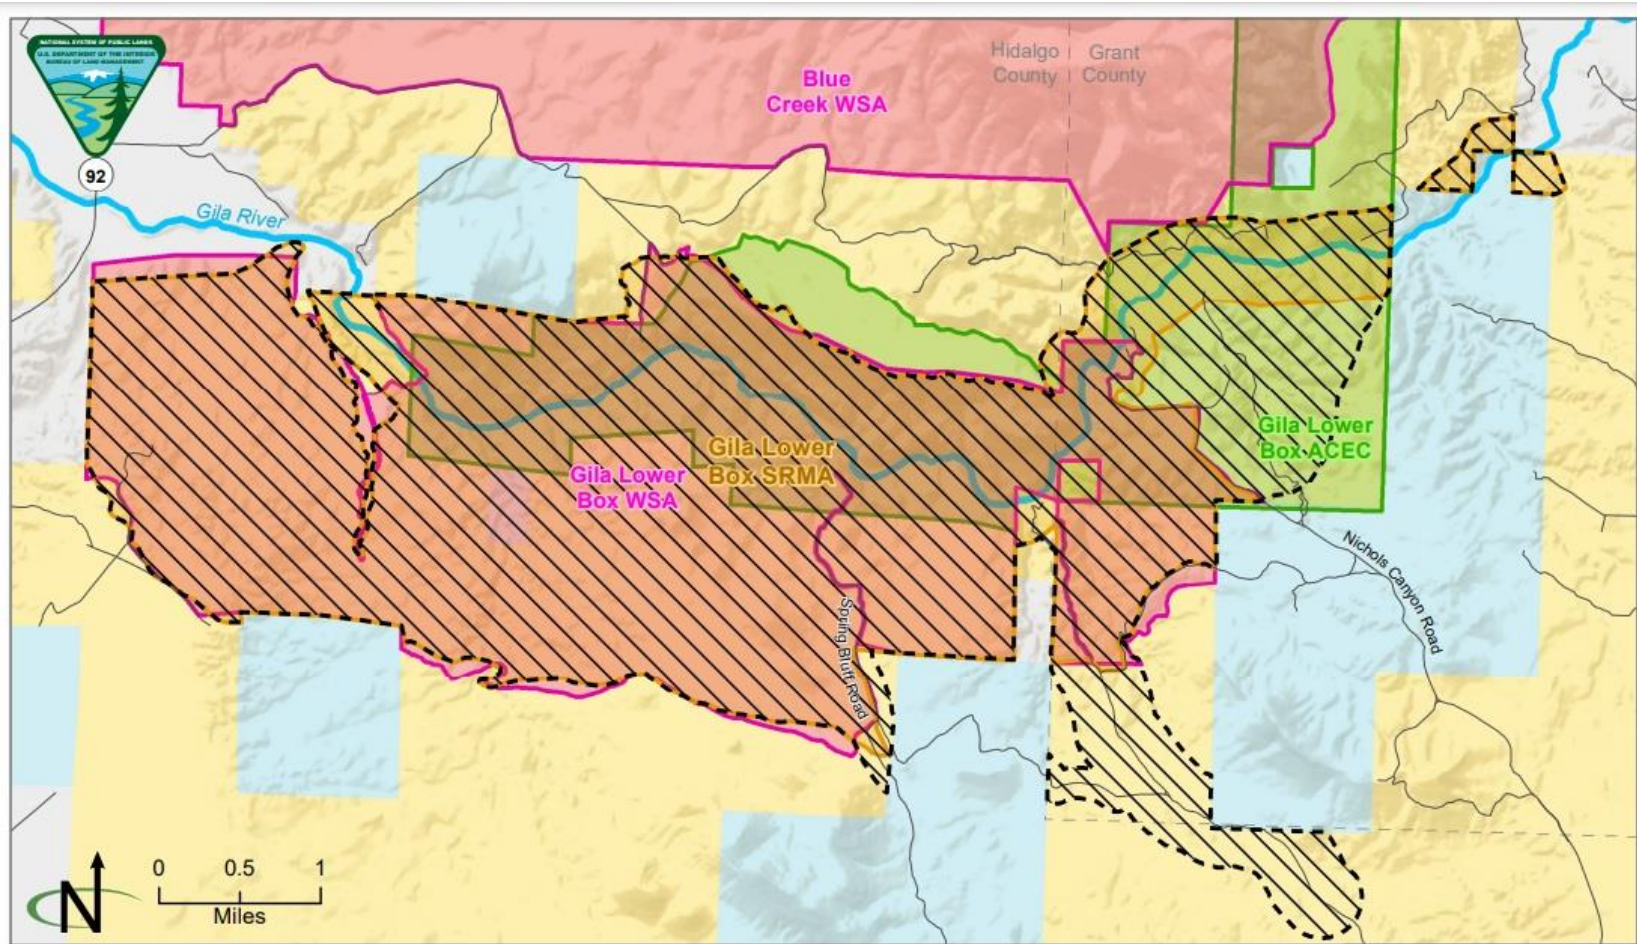 NATIONAL SYSTEM OF PUBLIC LANDS
U.S. DEPARTMENT OF THE INTERIOR
BUREAU OF LAND MANAGEMENT
Hidalgo
County
Grant
County
Blue
Creek WSA
92
Gila River
Gila Lower
Box WSA
Gila Lower
Box SRMA
Gila Lower
Box ACEC
Nichols Canyon Road
Spring Bluff Road
N
0 0.5 1
Miles